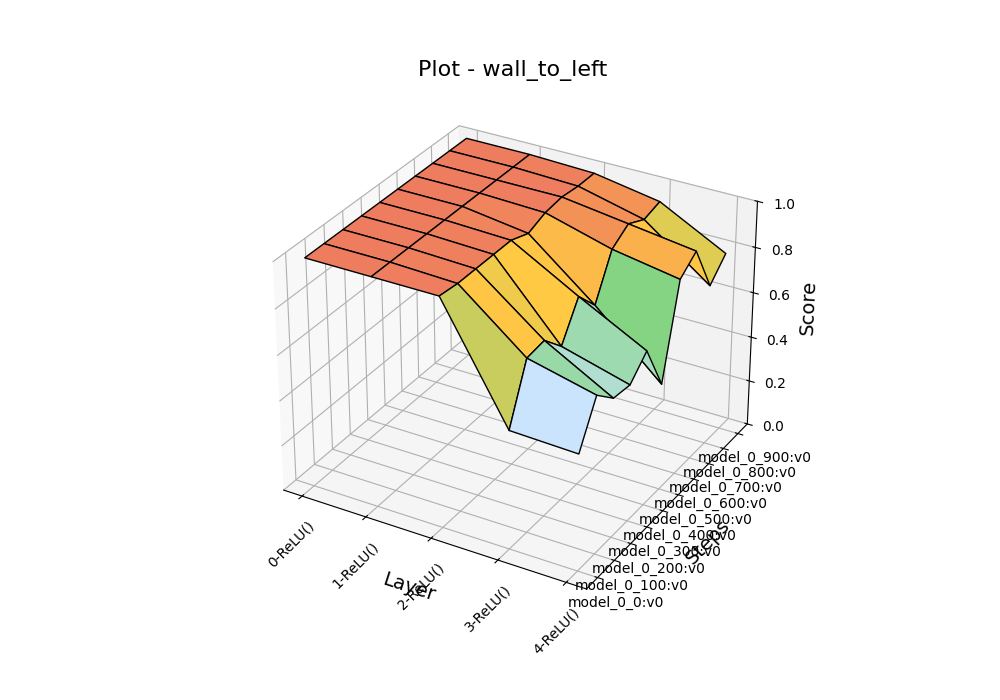 Plot - wall_to_left
1.0
0.8
0.6
0.4
0.2
0.0
Score
model_0_900:v0
model_0_800:v0
model_0_700:v0
model_0_600:v0
model_0_500:v0
model_0_400:v0
model_0_300:v0
model_0_200:v0
model_0_100:v0
model_0_0:v0
Steps
0-ReLU()
1-ReLU()
2-ReLU()
3-ReLU()
4-ReLU()
Layer